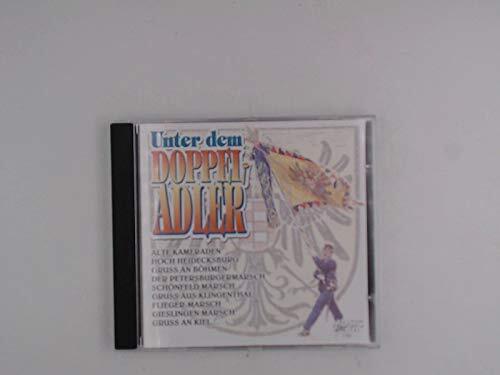 Unter dem
DOPPEL-
ADLER
ALTE KAMERADEN
HOCH HEIDECKSBURG
GRUSS AN BÖHMEN
DER PETERSBURGERMARSCH
SCHÖNFELD MARSCH
GRUSS AUS KLINGENTHAL
FLIEGER-MARSCH
GIESLINGEN MARSCH
GRUSS AN KIEL